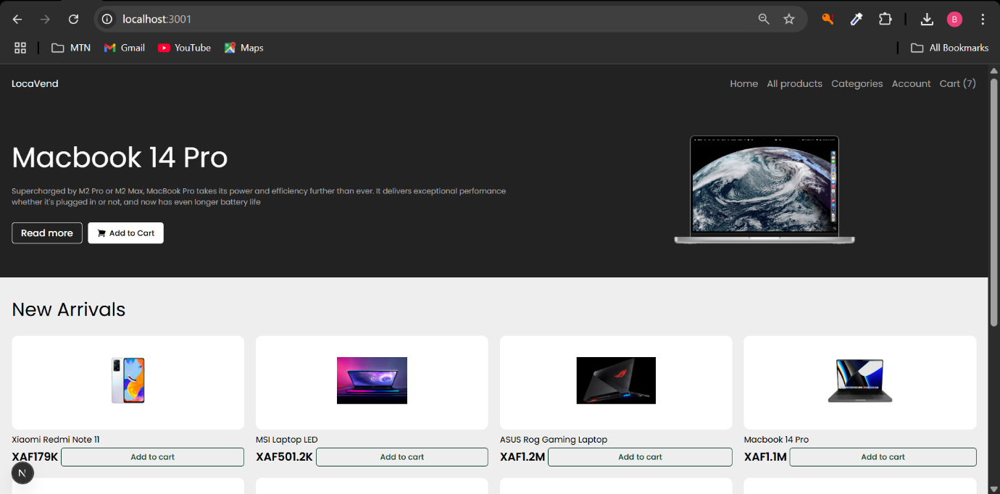 localhost:3001
B
MTN
Gmail
YouTube
Maps
All Bookmarks
LocaVend
Home
All products
Categories
Account
Cart (7)
Macbook 14 Pro
Supercharged by M2 Pro or M2 Max, MacBook Pro takes its power and efficiency further than ever. It delivers exceptional perfomance
whether it's plugged in or not, and now has even longer battery life
Read more
Add to Cart
New Arrivals
Xiaomi Redmi Note 11
XAF179K
Add to cart
MSI Laptop LED
XAF501.2K
Add to cart
ASUS Rog Gaming Laptop
XAF1.2M
Add to cart
Macbook 14 Pro
XAF1.1M
Add to cart
N